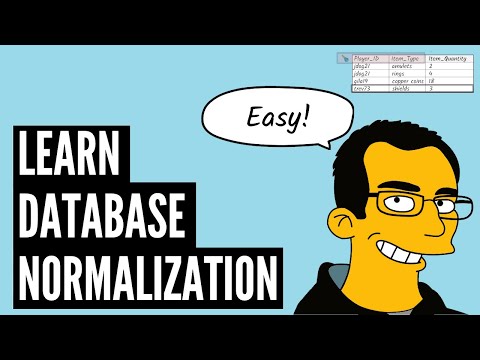 Player_ID Item_Type Item_Quantity
jdog21 amulets 2
jdog21 rings 4
gila19 copper coins 18
trev73 shields 3
Easy!
LEARN
DATABASE
NORMALIZATION